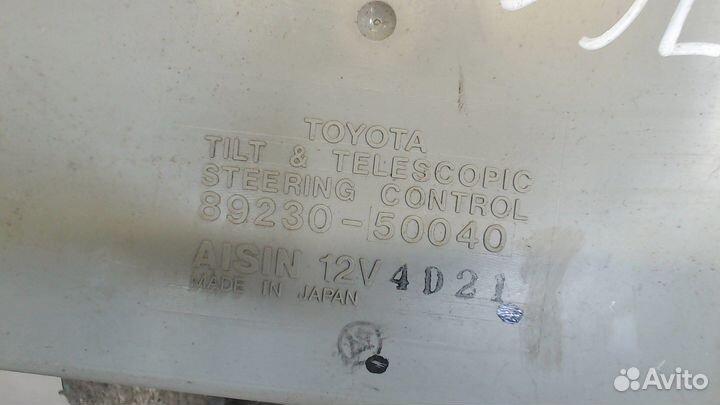 TOYOTA
TILT & TELESCOPIC
STEERING CONTROL
89230-50040
AISIN 12V 4D21
MADE IN JAPAN
Avito